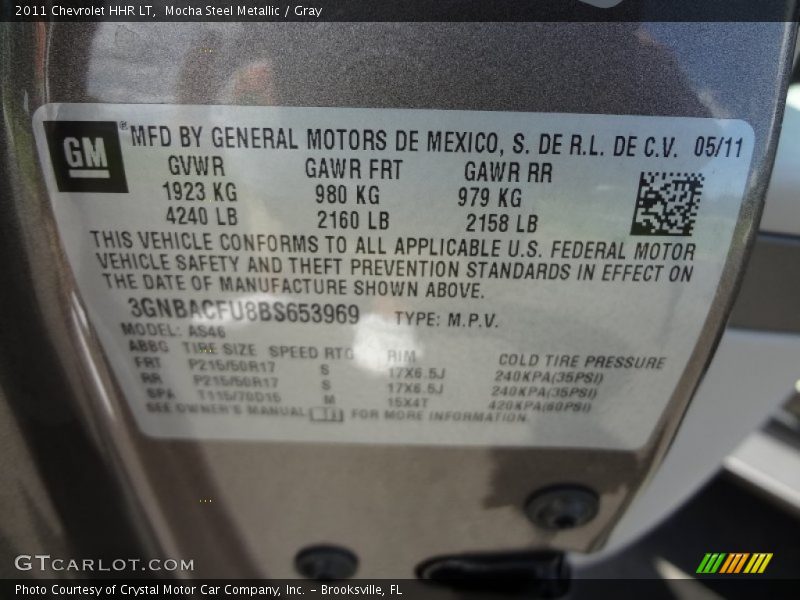 2011 Chevrolet HHR LT, Mocha Steel Metallic / Gray
GM ® MFD BY GENERAL MOTORS DE MEXICO, S. DE R.L. DE C.V. 05/11
GVWR GAWR FRT GAWR RR
1923 KG 980 KG 979 KG
4240 LB 2160 LB 2158 LB
THIS VEHICLE CONFORMS TO ALL APPLICABLE U.S. FEDERAL MOTOR
VEHICLE SAFETY AND THEFT PREVENTION STANDARDS IN EFFECT ON
THE DATE OF MANUFACTURE SHOWN ABOVE.
3GNBACFU8BS653969 TYPE: M.P.V.
MODEL: AS46
ABBG TIRE SIZE SPEED RTG RIM COLD TIRE PRESSURE
FRT P215/50R17 S 17X6.5J 240KPA(35PSI)
RR P215/50R17 S 17X6.5J 240KPA(35PSI)
SPA T115/70D15 M 15X4T 420KPA(60PSI)
SEE OWNER'S MANUAL FOR MORE INFORMATION.
GTCARLOT.COM
Photo Courtesy of Crystal Motor Car Company, Inc. – Brooksville, FL